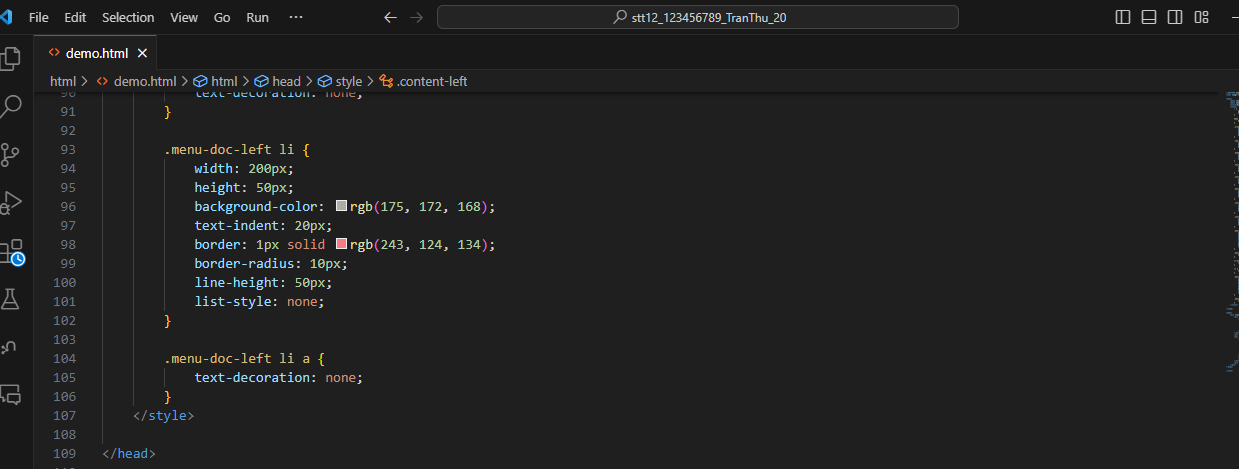 File Edit Selection View Go Run ···
stt12_123456789_TranThu_20
demo.html
html > demo.html > html > head > style > .content-left
90 text-decoration: none;
91 }
92
93 .menu-doc-left li {
94 width: 200px;
95 height: 50px;
96 background-color: rgb(175, 172, 168);
97 text-indent: 20px;
98 border: 1px solid rgb(243, 124, 134);
99 border-radius: 10px;
100 line-height: 50px;
101 list-style: none;
102 }
103
104 .menu-doc-left li a {
105 text-decoration: none;
106 }
107 </style>
108
109 </head>